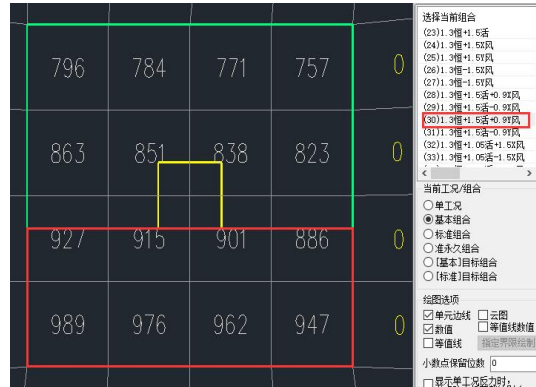 796 784 771 757 0
863 851 838 823 0
927 915 901 886 0
989 976 962 947 0
选择当前组合
(23)1.3恒+1.5活
(24)1.3恒+1.5X风
(25)1.3恒+1.5Y风
(26)1.3恒-1.5X风
(27)1.3恒-1.5Y风
(28)1.3恒+1.5活+0.9X风
(29)1.3恒+1.5活-0.9X风
(30)1.3恒+1.5活+0.9Y风
(31)1.3恒+1.5活-0.9Y风
(32)1.3恒+1.05活+1.5X风
(33)1.3恒+1.05活-1.5X风
当前工况/组合
单工况
基本组合
标准组合
准永久组合
[基本]目标组合
[标准]目标组合
绘图选项
单元边线 云图
数值 等值线数值
等值线 指定界限绘制
小数点保留位数 0
显示单工况反力时,